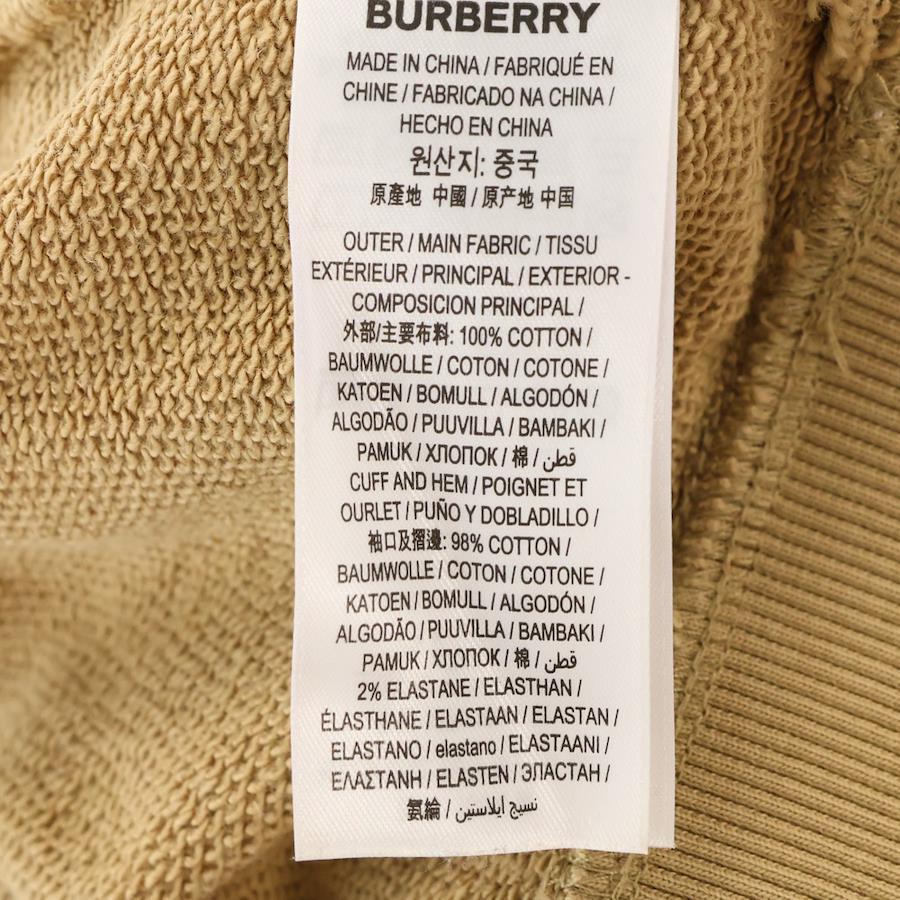 BURBERRY
MADE IN CHINA / FABRIQUÉ EN
CHINE / FABRICADO NA CHINA /
HECHO EN CHINA
원산지: 중국
原產地 中國 / 原产地 中国
OUTER / MAIN FABRIC / TISSU
EXTÉRIEUR / PRINCIPAL / EXTERIOR -
COMPOSICION PRINCIPAL /
外部/主要布料: 100% COTTON /
BAUMWOLLE / COTON / COTONE /
KATOEN / BOMULL / ALGODÓN /
ALGODÃO / PUUVILLA / BAMBAKI /
PAMUK / ХЛОПОК / 棉 / قطن
CUFF AND HEM / POIGNET ET
OURLET / PUÑO Y DOBLADILLO /
袖口及摺邊: 98% COTTON /
BAUMWOLLE / COTON / COTONE /
KATOEN / BOMULL / ALGODÓN /
ALGODÃO / PUUVILLA / BAMBAKI /
PAMUK / ХЛОПОК / 棉 / قطن
2% ELASTANE / ELASTHAN /
ÉLASTHANE / ELASTAAN / ELASTAN /
ELASTANO / elastano / ELASTAANI /
ΕΛΑΣΤΑΝΗ / ELASTEN / ЭЛАСТАН /
氨綸 / نسيج ايلاستين